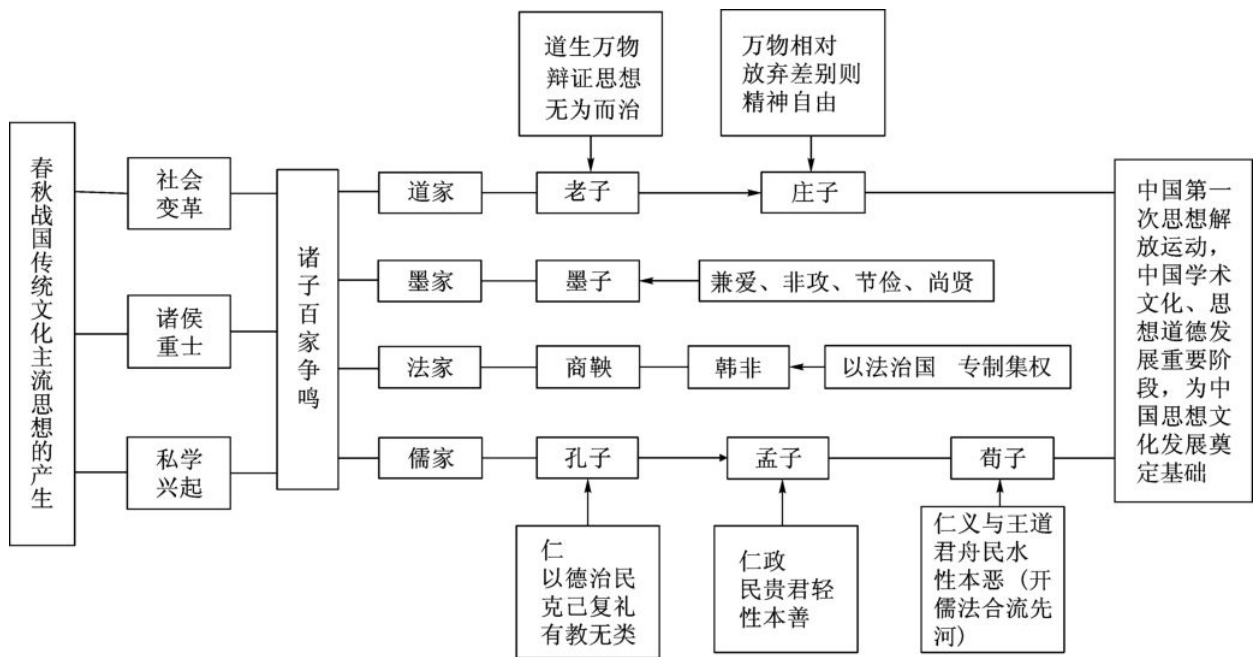 春秋战国传统文化主流思想的产生
社会
变革
诸侯
重士
私学
兴起
诸子百家争鸣
道家
老子
道生万物
辩证思想
无为而治
庄子
万物相对
放弃差别则
精神自由
墨家
墨子
兼爱、非攻、节俭、尚贤
法家
商鞅
韩非
以法治国 专制集权
儒家
孔子
仁
以德治民
克己复礼
有教无类
孟子
仁政
民贵君轻
性本善
荀子
仁义与王道
君舟民水
性本恶（开
儒法合流先
河）
中国第一
次思想解
放运动，
中国学术
文化、思
想道德发
展重要阶
段，为中
国思想文
化发展奠
定基础